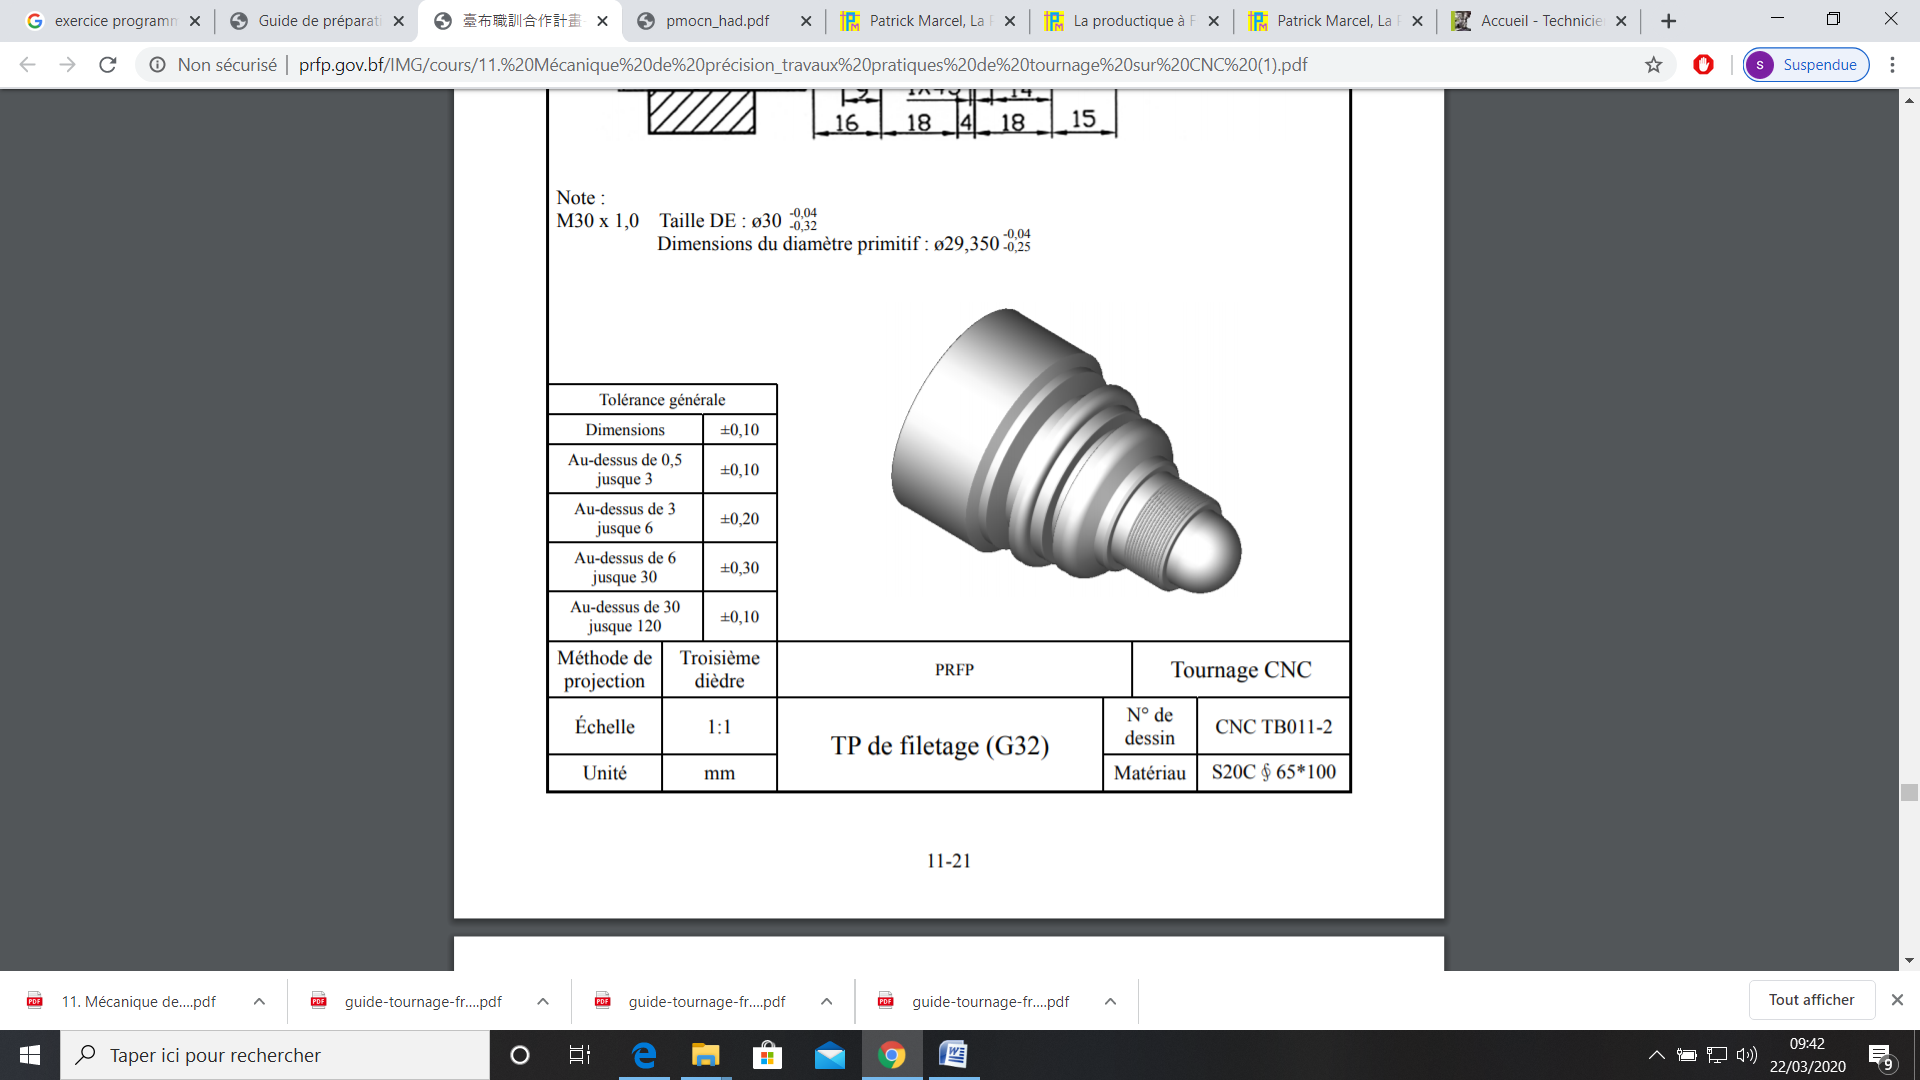 exercice programm
Guide de préparati
臺布職訓合作計畫
pmocn_had.pdf
Patrick Marcel, La P
La productique à F
Patrick Marcel, La P
Accueil - Technicie
Non sécurisé | prfp.gov.bf/IMG/cours/11.%20Mécanique%20de%20précision_travaux%20pratiques%20de%20tournage%20sur%20CNC%20(1).pdf
S Suspendue
16 18 4 18 15
Note :
M30 x 1,0 Taille DE : ø30 -0,04 -0,32
Dimensions du diamètre primitif : ø29,350 -0,04 -0,25
Tolérance générale
Dimensions ±0,10
Au-dessus de 0,5 jusque 3 ±0,10
Au-dessus de 3 jusque 6 ±0,20
Au-dessus de 6 jusque 30 ±0,30
Au-dessus de 30 jusque 120 ±0,10
Méthode de projection Troisième dièdre PRFP Tournage CNC
Échelle 1:1 TP de filetage (G32) N° de dessin CNC TB011-2
Unité mm Matériau S20C ∮ 65*100
11-21
11. Mécanique de....pdf
guide-tournage-fr....pdf
guide-tournage-fr....pdf
guide-tournage-fr....pdf
Tout afficher
Taper ici pour rechercher
09:42
22/03/2020
9